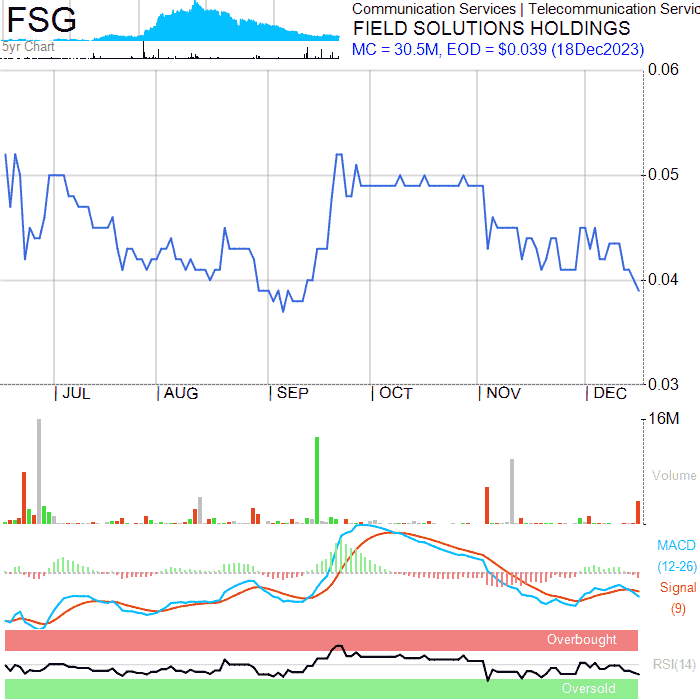 FSG
Communication Services | Telecommunication Servic
FIELD SOLUTIONS HOLDINGS
MC = 30.5M, EOD = $0.039 (18Dec2023)
5yr Chart
0.06
0.05
0.04
0.03
| JUL | AUG | SEP | OCT | NOV | DEC
16M
Volume
MACD
(12-26)
Signal
(9)
Overbought
RSI(14)
Oversold